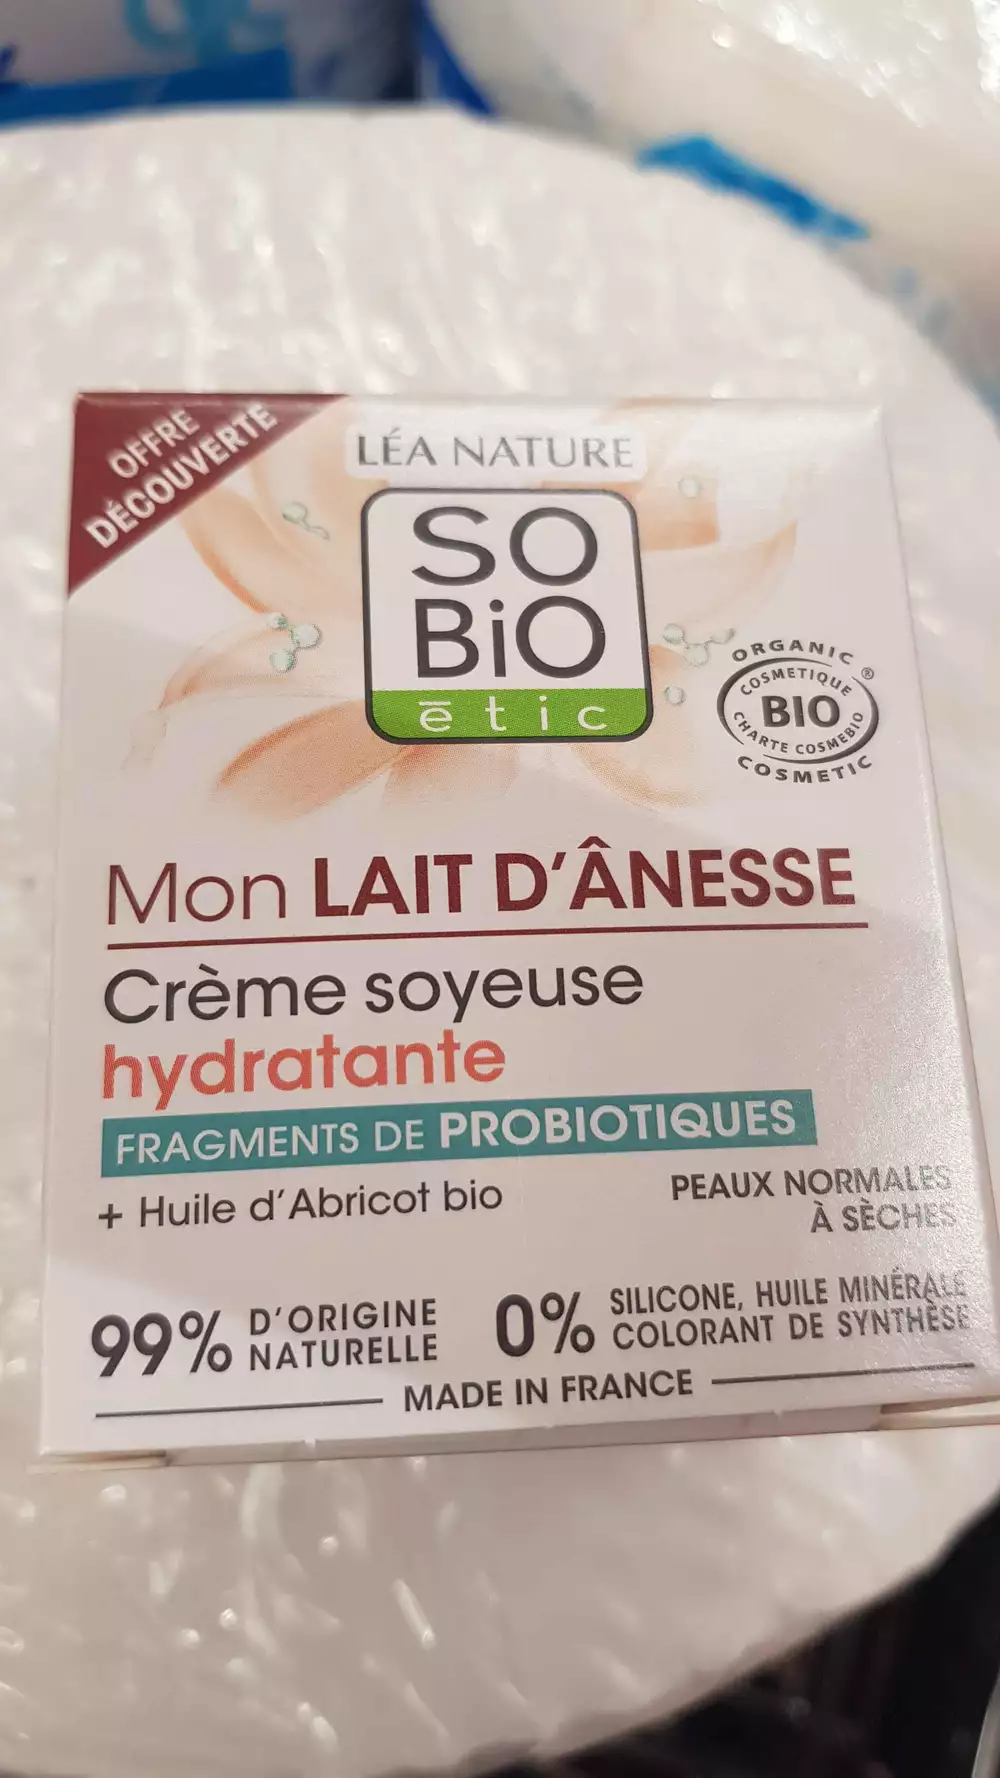 OFFRE
DÉCOUVERTE
LÉA NATURE
SO
BiO
ētic
ORGANIC
COSMETIQUE ®
BIO
CHARTE COSMEBIO
COSMETIC
Mon LAIT D'ÂNESSE
Crème soyeuse
hydratante
FRAGMENTS DE PROBIOTIQUES
+ Huile d'Abricot bio
PEAUX NORMALES
À SÈCHES
99% D'ORIGINE
NATURELLE
0% SILICONE, HUILE MINÉRALE
COLORANT DE SYNTHÈSE
MADE IN FRANCE